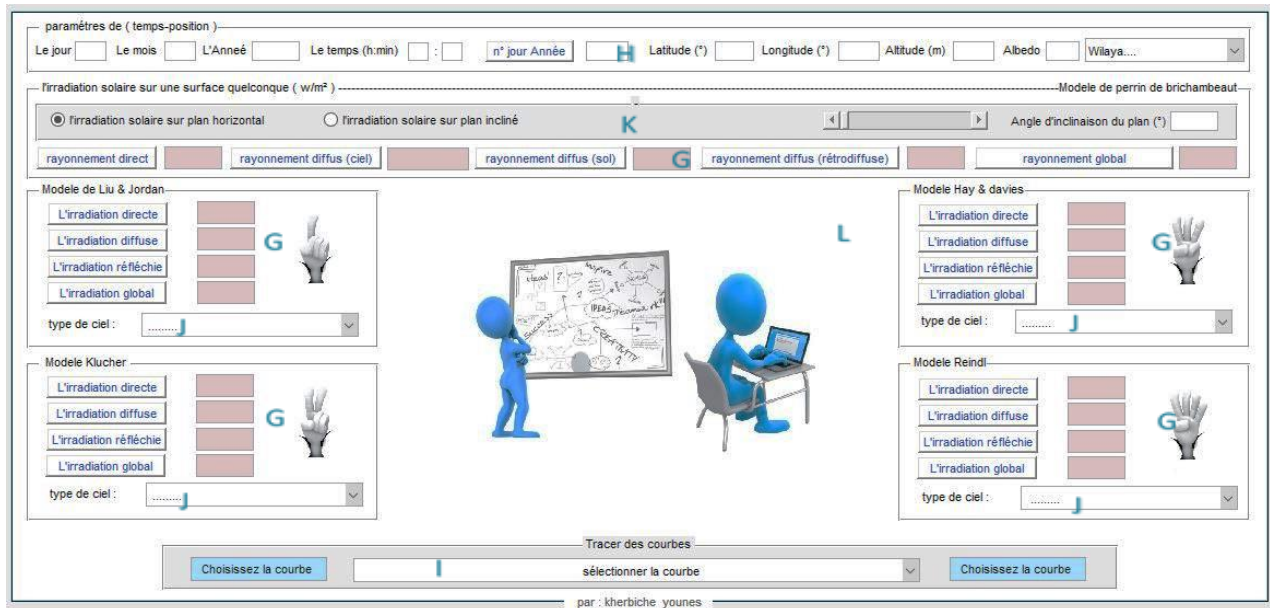 paramétres de ( temps-position )
Le jour Le mois L'Anneé Le temps (h:min) : n° jour Année H Latitude (°) Longitude (°) Altitude (m) Albedo Wilaya....
l'irradiation solaire sur une surface quelconque ( w/m² ) Modele de perrin de brichambeaut
l'irradiation solaire sur plan horizontal l'irradiation solaire sur plan incliné K Angle d'inclinaison du plan (°)
rayonnement direct rayonnement diffus (ciel) rayonnement diffus (sol) G rayonnement diffus (rétrodiffuse) rayonnement global
Modele de Liu & Jordan
L'irradiation directe
L'irradiation diffuse
G
L'irradiation réfléchie
L'irradiation global
type de ciel : ......... J
Modele Hay & davies
L'irradiation directe
L'irradiation diffuse
G
L'irradiation réfléchie
L'irradiation global
type de ciel : ......... J
L
ideas
?
inspire
IDEAS
SUCCESS
CREATIVITY
?
Modele Klucher
L'irradiation directe
L'irradiation diffuse
G
L'irradiation réfléchie
L'irradiation global
type de ciel : ......... J
Modele Reindl
L'irradiation directe
L'irradiation diffuse
G
L'irradiation réfléchie
L'irradiation global
type de ciel : ......... J
Tracer des courbes
Choisissez la courbe I sélectionner la courbe Choisissez la courbe
par : kherbiche younes